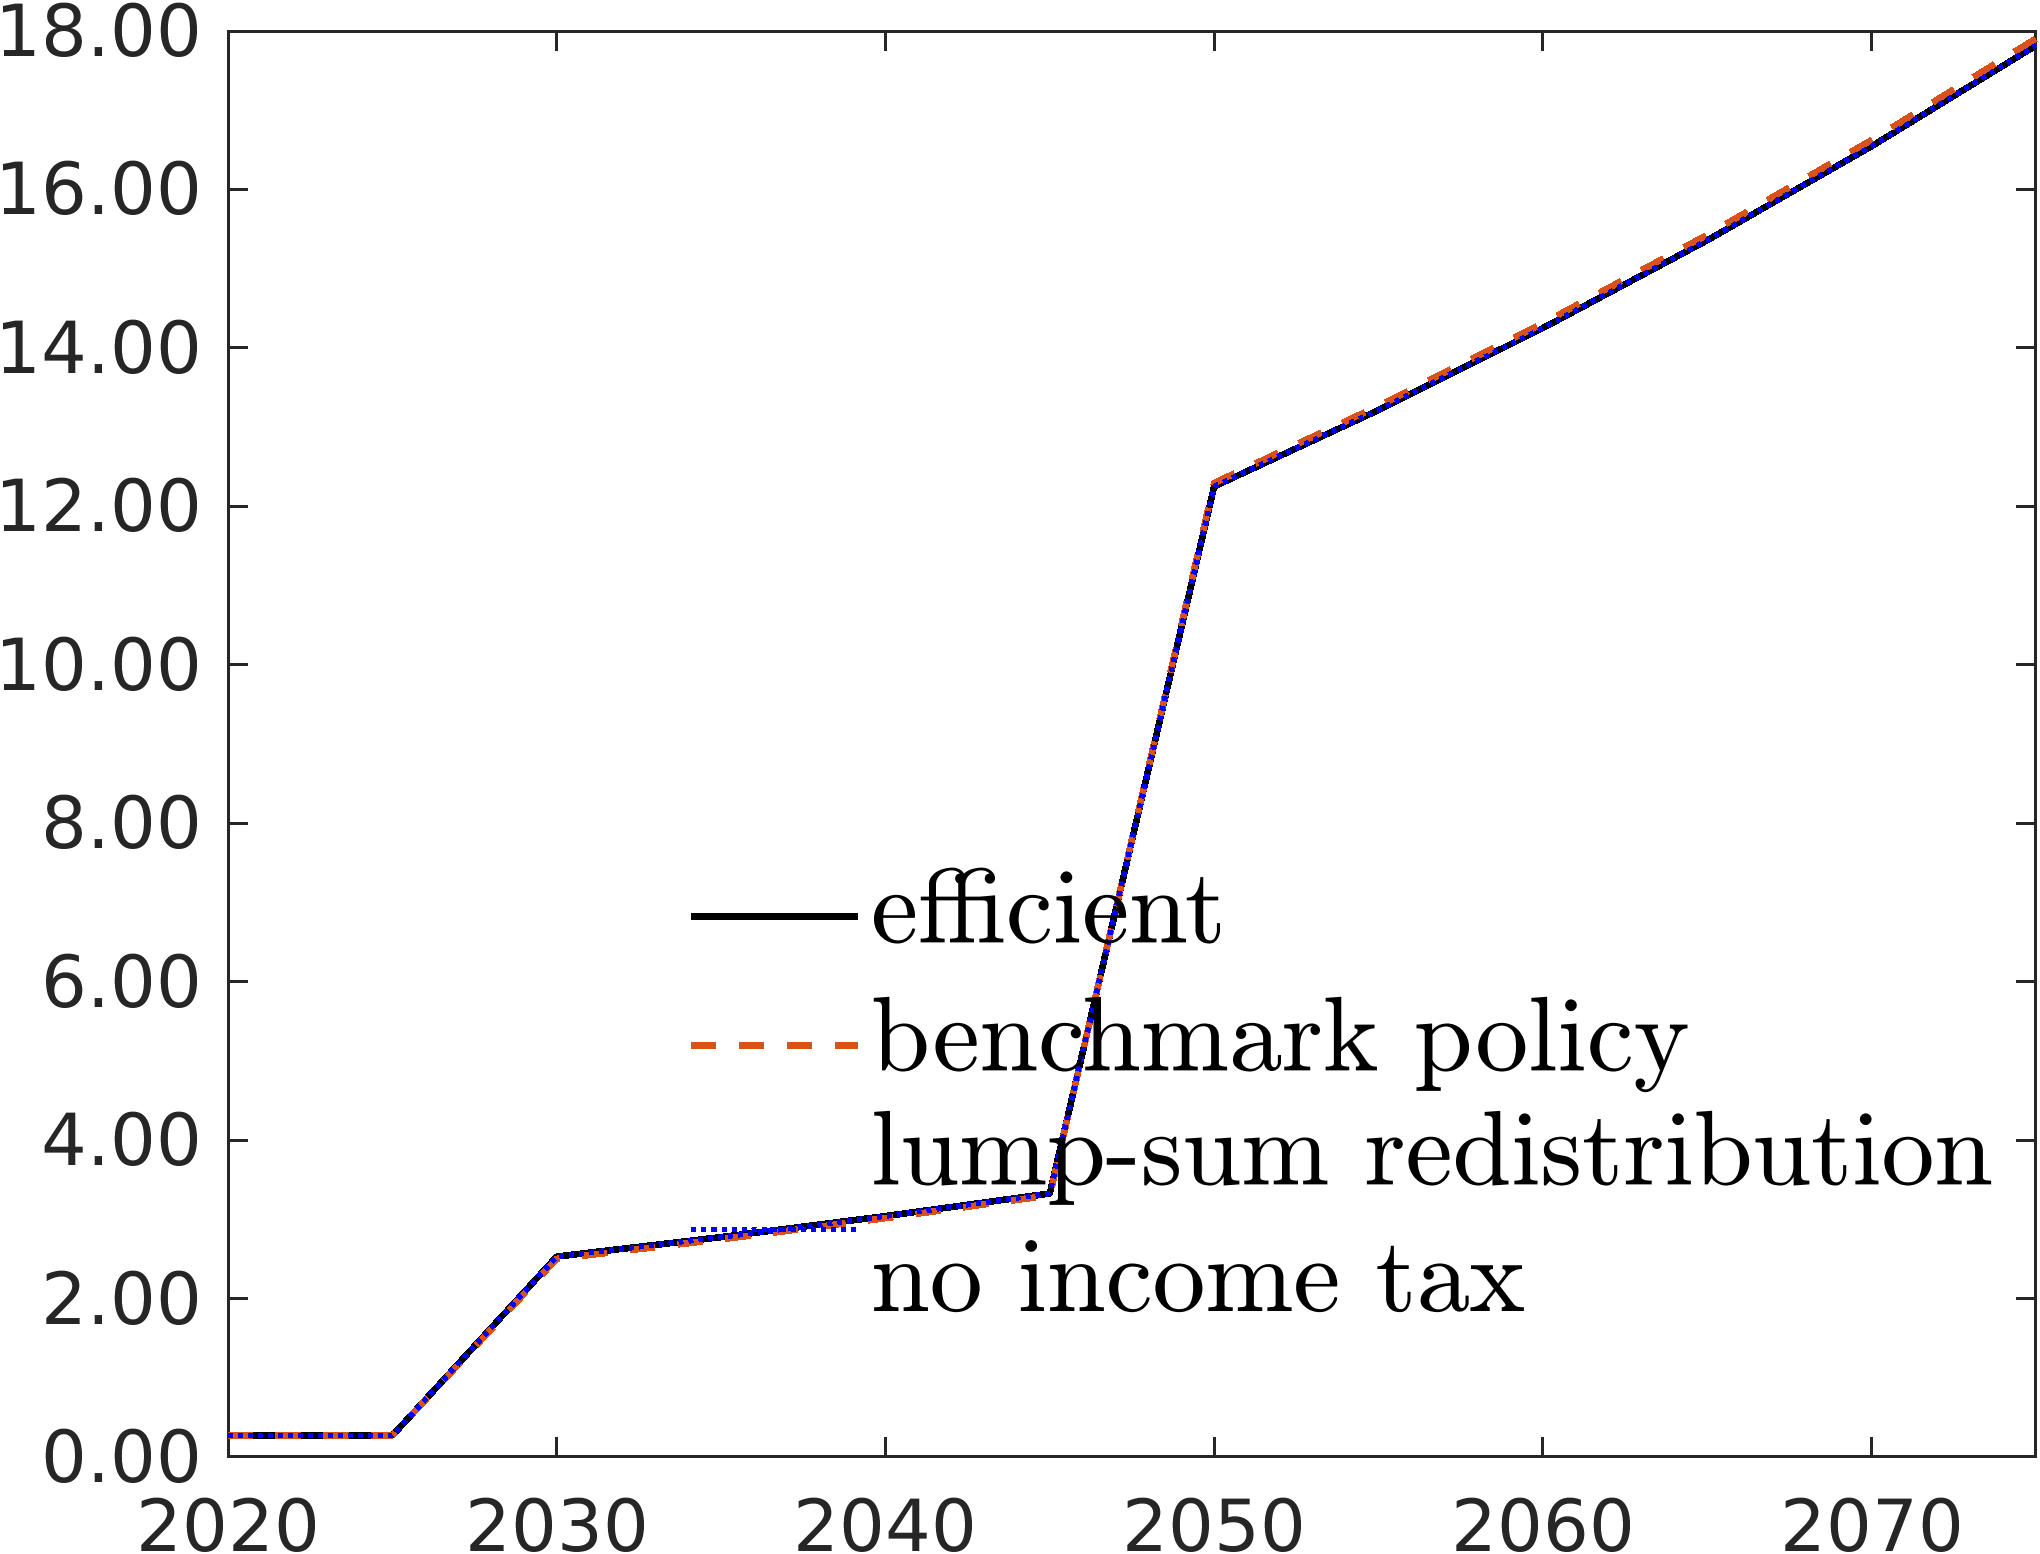 18.00
16.00
14.00
12.00
10.00
8.00
6.00
4.00
2.00
0.00
efficient
benchmark policy
lump-sum redistribution
no income tax
2020 2030 2040 2050 2060 2070